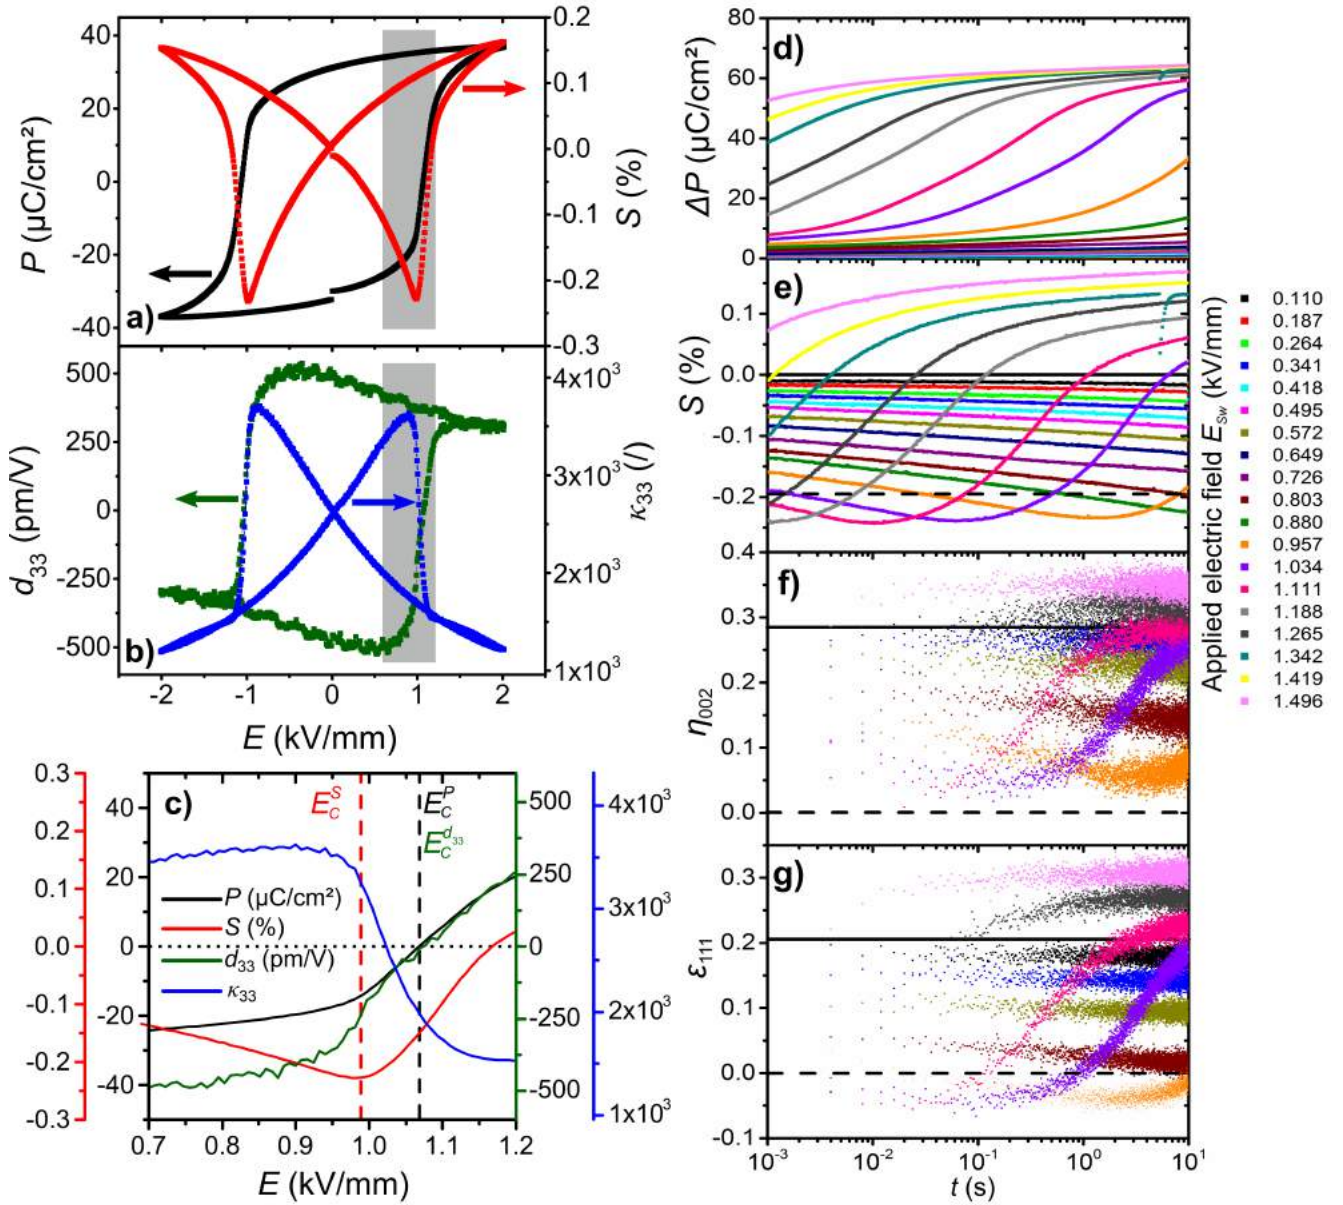 a)
P (µC/cm²)
40
20
0
-20
-40
S (%)
0.2
0.1
0.0
-0.1
-0.2
-0.3
b)
d33 (pm/V)
500
250
0
-250
-500
κ33 (/)
4x10³
3x10³
2x10³
1x10³
-2 -1 0 1 2
E (kV/mm)
c)
0.3
0.2
0.1
0.0
-0.1
-0.2
-0.3
40
20
0
-20
-40
E_C^S
E_C^P
E_C^d33
P (µC/cm²)
S (%)
d33 (pm/V)
κ33
500
250
0
-250
-500
4x10³
3x10³
2x10³
1x10³
0.7 0.8 0.9 1.0 1.1 1.2
E (kV/mm)
d)
ΔP (µC/cm²)
80
60
40
20
0
e)
S (%)
0.1
0.0
-0.1
-0.2
f)
η002
0.4
0.3
0.2
0.1
0.0
g)
ε111
0.3
0.2
0.1
0.0
-0.1
10⁻³ 10⁻² 10⁻¹ 10⁰ 10¹
t (s)
Applied electric field E_Sw (kV/mm)
0.110
0.187
0.264
0.341
0.418
0.495
0.572
0.649
0.726
0.803
0.880
0.957
1.034
1.111
1.188
1.265
1.342
1.419
1.496